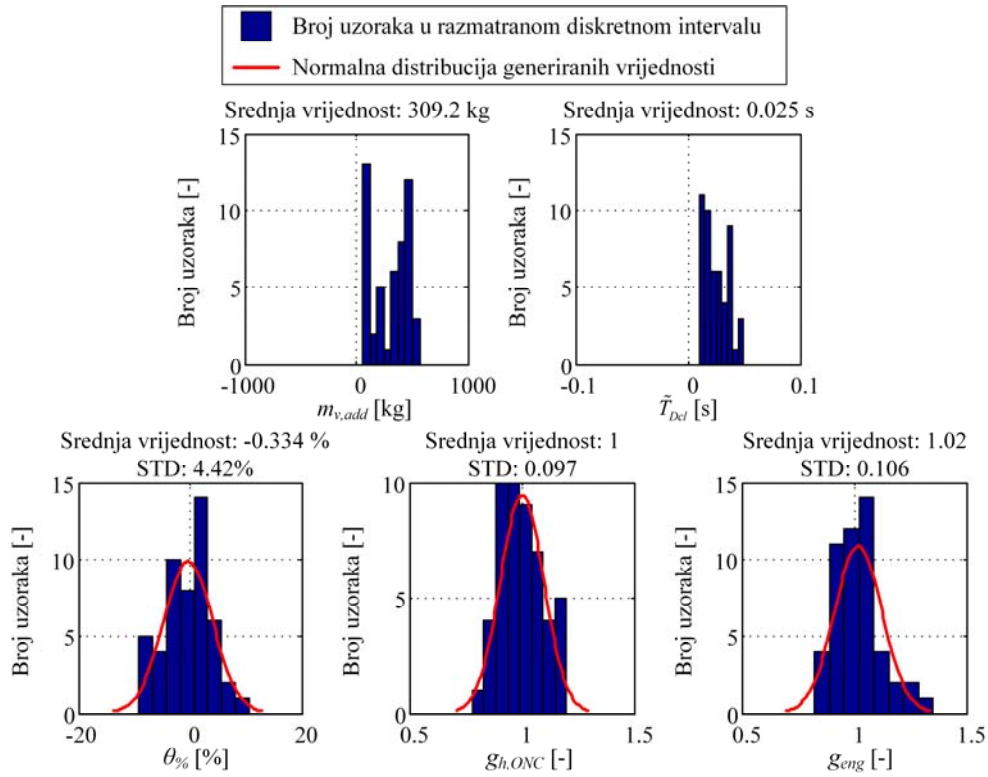 Broj uzoraka u razmatranom diskretnom intervalu
Normalna distribucija generiranih vrijednosti
Srednja vrijednost: 309.2 kg
Broj uzoraka [-]
15
10
5
0
-1000
0
1000
m_{v,add} [kg]
Srednja vrijednost: 0.025 s
Broj uzoraka [-]
15
10
5
0
-0.1
0
0.1
T̃_{Dcl} [s]
Srednja vrijednost: -0.334 %
STD: 4.42%
Broj uzoraka [-]
15
10
5
0
-20
0
20
θ_% [%]
Srednja vrijednost: 1
STD: 0.097
Broj uzoraka [-]
10
5
0
0.5
1
1.5
g_{h,ONC} [-]
Srednja vrijednost: 1.02
STD: 0.106
Broj uzoraka [-]
15
10
5
0
0.5
1
1.5
g_{eng} [-]